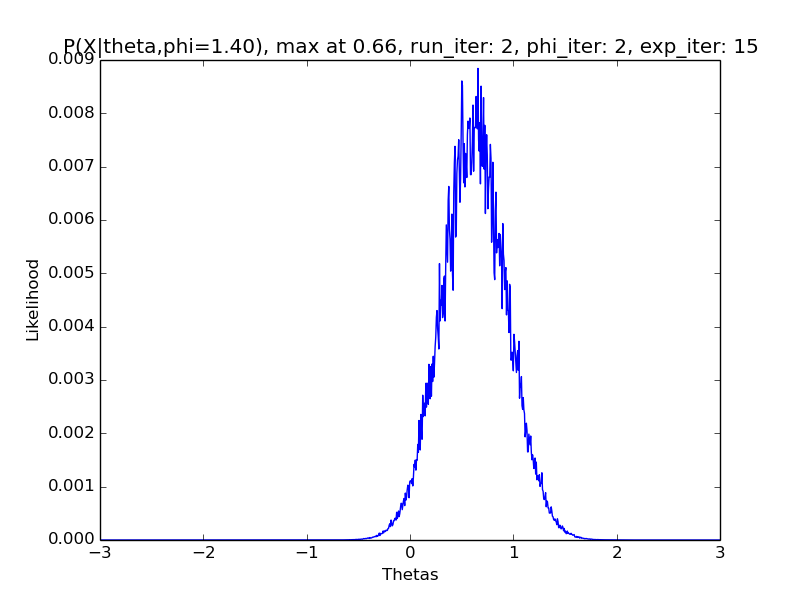 P(X|theta,phi=1.40), max at 0.66, run_iter: 2, phi_iter: 2, exp_iter: 15
0.009
0.008
0.007
0.006
0.005
0.004
0.003
0.002
0.001
0.000
Likelihood
−3 −2 −1 0 1 2 3
Thetas